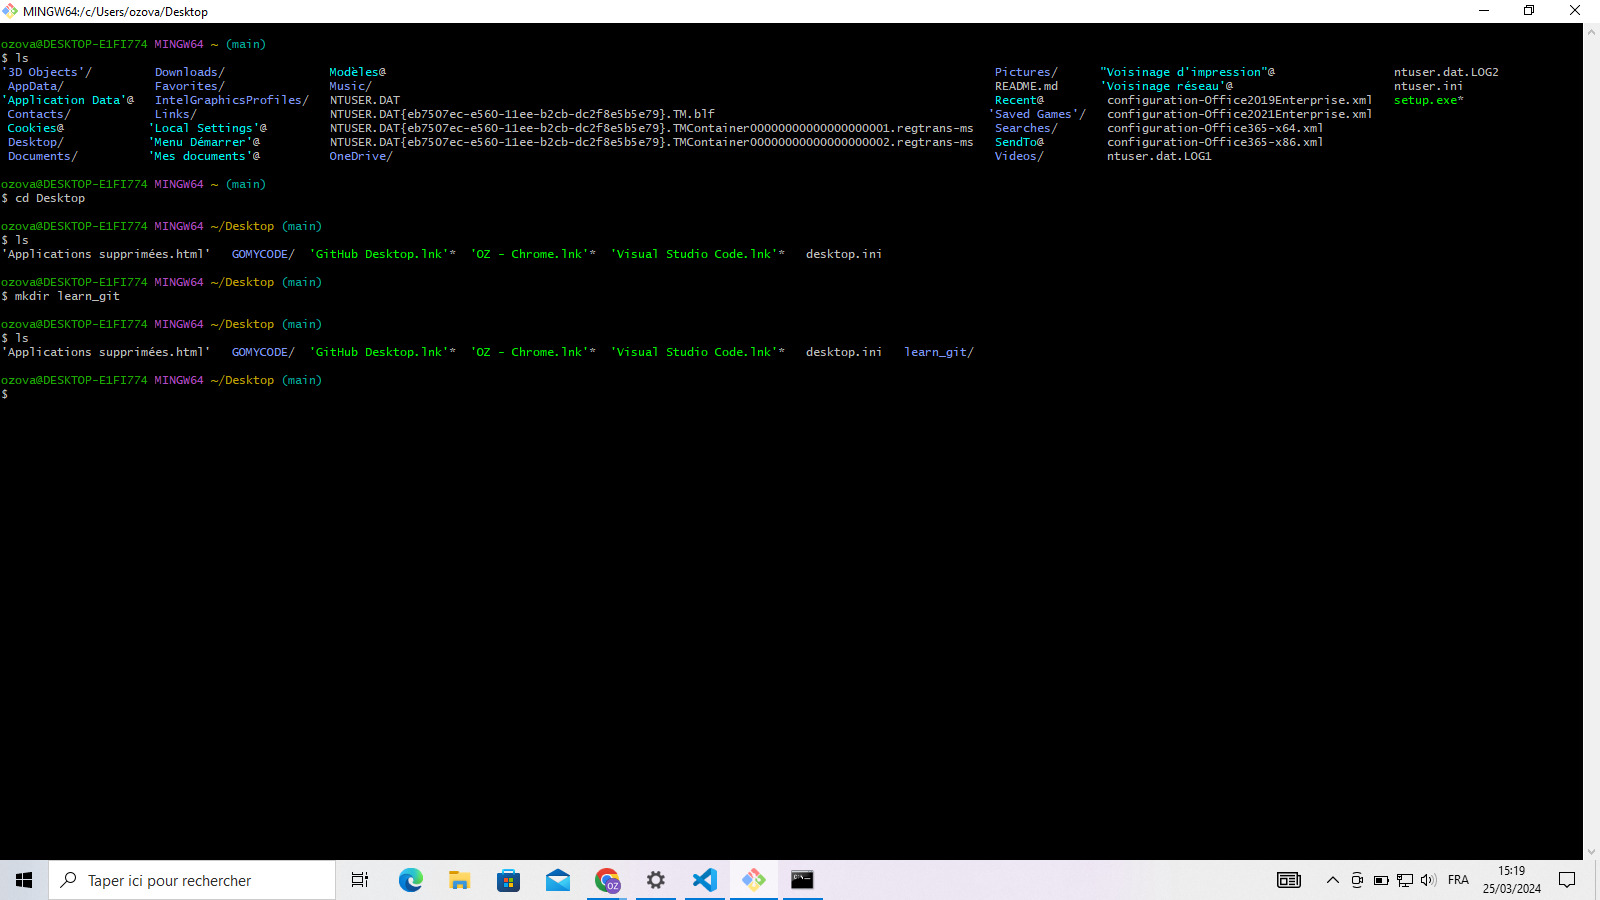 MINGW64:/c/Users/ozova/Desktop
ozova@DESKTOP-E1FI774 MINGW64 ~ (main)
$ ls
'3D Objects'/ Downloads/ Modèles@ Pictures/ "Voisinage d'impression"@ ntuser.dat.LOG2
AppData/ Favorites/ Music/ README.md 'Voisinage réseau'@ ntuser.ini
'Application Data'@ IntelGraphicsProfiles/ NTUSER.DAT Recent@ configuration-Office2019Enterprise.xml setup.exe*
Contacts/ Links/ NTUSER.DAT{eb7507ec-e560-11ee-b2cb-dc2f8e5b5e79}.TM.blf 'Saved Games'/ configuration-Office2021Enterprise.xml
Cookies@ 'Local Settings'@ NTUSER.DAT{eb7507ec-e560-11ee-b2cb-dc2f8e5b5e79}.TMContainer00000000000000000001.regtrans-ms Searches/ configuration-Office365-x64.xml
Desktop/ 'Menu Démarrer'@ NTUSER.DAT{eb7507ec-e560-11ee-b2cb-dc2f8e5b5e79}.TMContainer00000000000000000002.regtrans-ms SendTo@ configuration-Office365-x86.xml
Documents/ 'Mes documents'@ OneDrive/ Videos/ ntuser.dat.LOG1
ozova@DESKTOP-E1FI774 MINGW64 ~ (main)
$ cd Desktop
ozova@DESKTOP-E1FI774 MINGW64 ~/Desktop (main)
$ ls
'Applications supprimées.html' GOMYCODE/ 'GitHub Desktop.lnk'* 'OZ - Chrome.lnk'* 'Visual Studio Code.lnk'* desktop.ini
ozova@DESKTOP-E1FI774 MINGW64 ~/Desktop (main)
$ mkdir learn_git
ozova@DESKTOP-E1FI774 MINGW64 ~/Desktop (main)
$ ls
'Applications supprimées.html' GOMYCODE/ 'GitHub Desktop.lnk'* 'OZ - Chrome.lnk'* 'Visual Studio Code.lnk'* desktop.ini learn_git/
ozova@DESKTOP-E1FI774 MINGW64 ~/Desktop (main)
$
Taper ici pour rechercher
OZ
FRA
15:19
25/03/2024